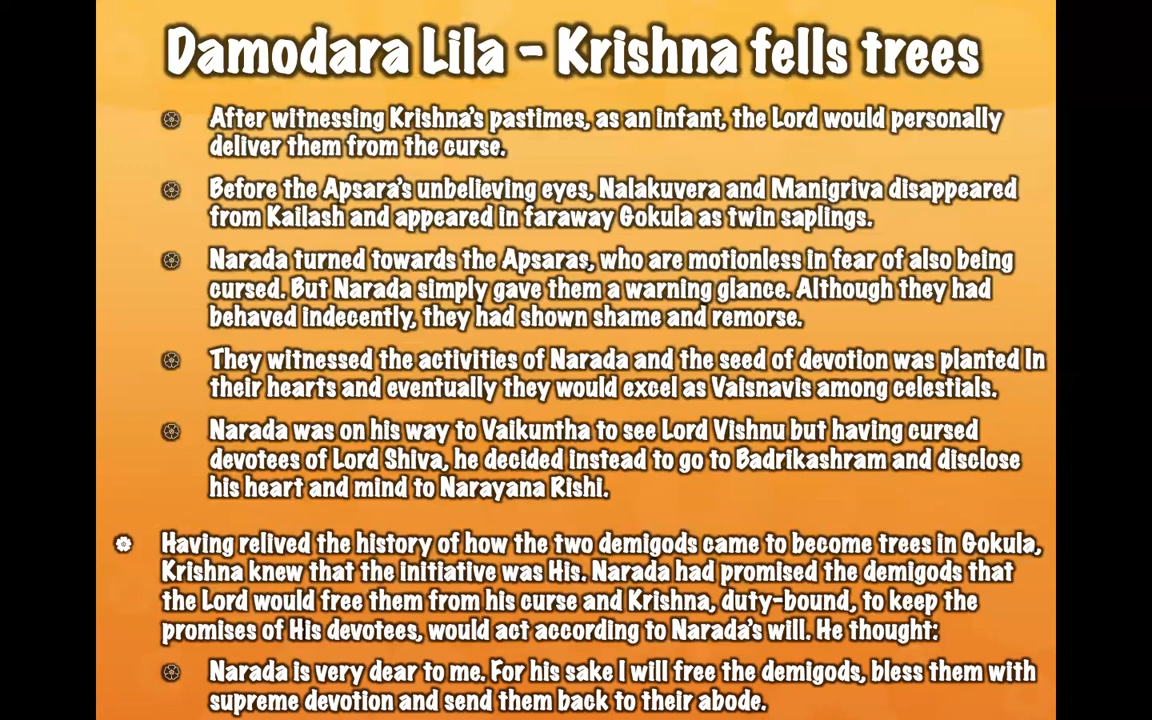 Damodara Lila - Krishna fells trees
After witnessing Krishna's pastimes, as an infant, the Lord would personally
deliver them from the curse.
Before the Apsara's unbelieving eyes, Nalakuvera and Manigriva disappeared
from Kailash and appeared in faraway Gokula as twin saplings.
Narada turned towards the Apsaras, who are motionless in fear of also being
cursed. But Narada simply gave them a warning glance. Although they had
behaved indecently, they had shown shame and remorse.
They witnessed the activities of Narada and the seed of devotion was planted In
their hearts and eventually they would excel as Vaisnavis among celestials.
Narada was on his way to Vaikuntha to see Lord Vishnu but having cursed
devotees of Lord Shiva, he decided instead to go to Badrikashram and disclose
his heart and mind to Narayana Rishi.
Having relived the history of how the two demigods came to become trees in Gokula,
Krishna knew that the initiative was His. Narada had promised the demigods that
the Lord would free them from his curse and Krishna, duty-bound, to keep the
promises of His devotees, would act according to Narada's will. He thought:
Narada is very dear to me. For his sake I will free the demigods, bless them with
supreme devotion and send them back to their abode.